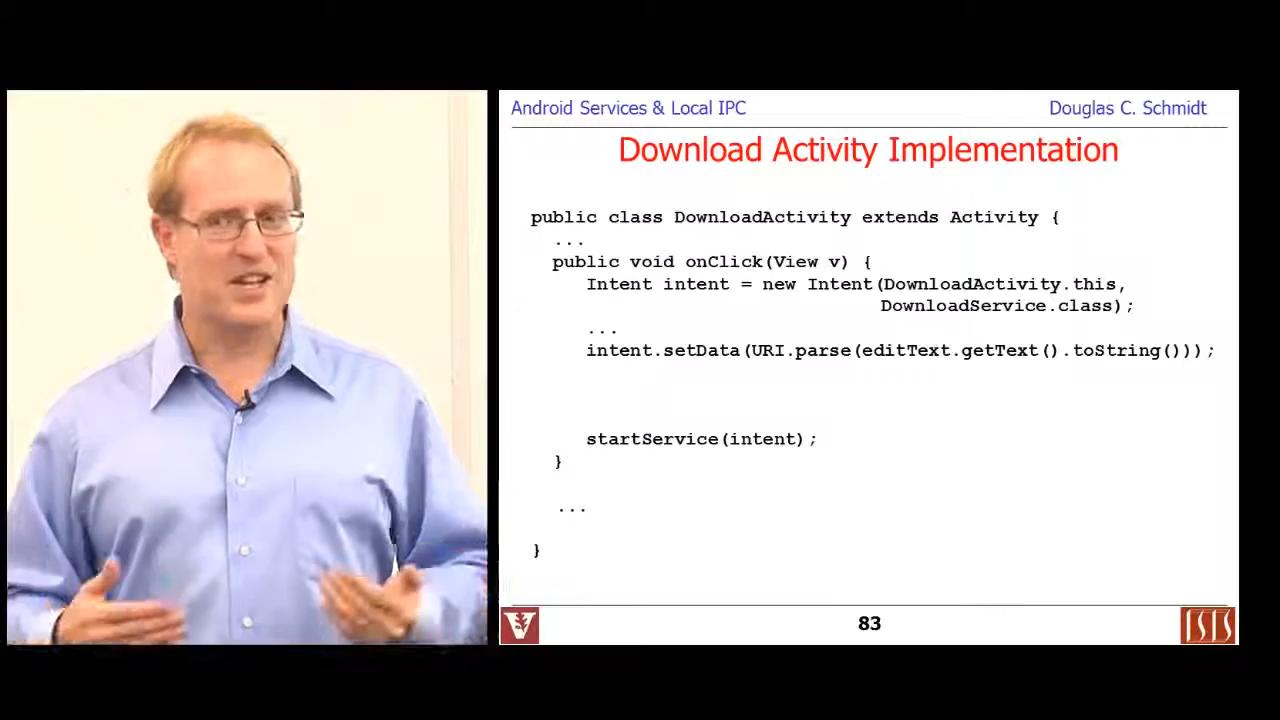 Android Services & Local IPC Douglas C. Schmidt
Download Activity Implementation
public class DownloadActivity extends Activity {
...
public void onClick(View v) {
Intent intent = new Intent(DownloadActivity.this,
DownloadService.class);
...
intent.setData(URI.parse(editText.getText().toString()));
startService(intent);
}
...
}
V 83 ISIS